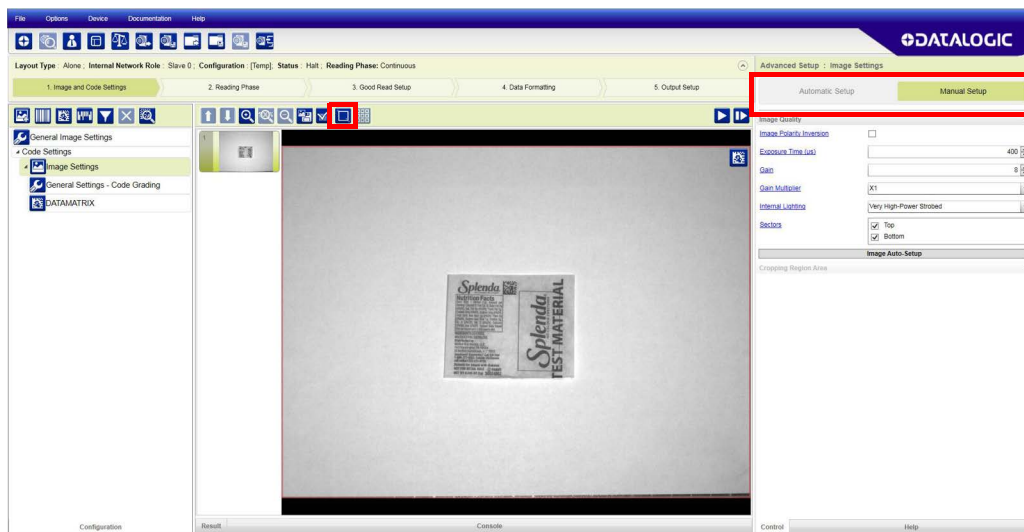 File Options Device Documentation Help
DATALOGIC
Layout Type : Alone ; Internal Network Role : Slave 0 ; Configuration : [Temp]; Status : Halt ; Reading Phase: Continuous
Advanced Setup : Image Settings
1. Image and Code Settings
2. Reading Phase
3. Good Read Setup
4. Data Formatting
5. Output Setup
Automatic Setup
Manual Setup
General Image Settings
Code Settings
Image Settings
General Settings - Code Grading
DATAMATRIX
1
Image Quality
Image Polarity Inversion
Exposure Time (us) 400
Gain 8
Gain Multiplier X1
Internal Lighting Very High-Power Strobed
Sectors Top
Bottom
Image Auto-Setup
Cropping Region Area
Splenda
Nutrition Facts
Splenda
TEST MATERIAL
Configuration
Result
Console
Control
Help